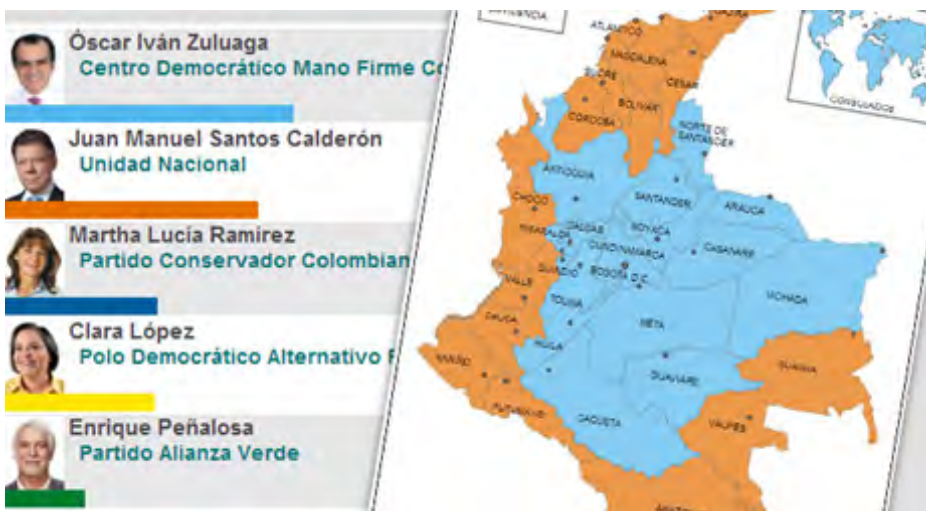 Óscar Iván Zuluaga
Centro Democrático Mano Firme Co
Juan Manuel Santos Calderón
Unidad Nacional
Martha Lucía Ramirez
Partido Conservador Colombian
Clara López
Polo Democrático Alternativo F
Enrique Peñalosa
Partido Alianza Verde
ATLANTICO
MAGDALENA
CESAR
SUCRE
BOLIVAR
CORDOBA
NORTE DE
SANTANDER
ANTIOQUIA
SANTANDER
ARAUCA
CHOCO
RISARALDA
CALDAS
BOYACA
CUNDINAMARCA
CASANARE
QUINDIO
BOGOTA D.C.
VALLE
TOLIMA
VICHADA
META
CAUCA
HUILA
NARIÑO
GUAVIARE
GUAINIA
PUTUMAYO
CAQUETA
VAUPES
CONSULADOS